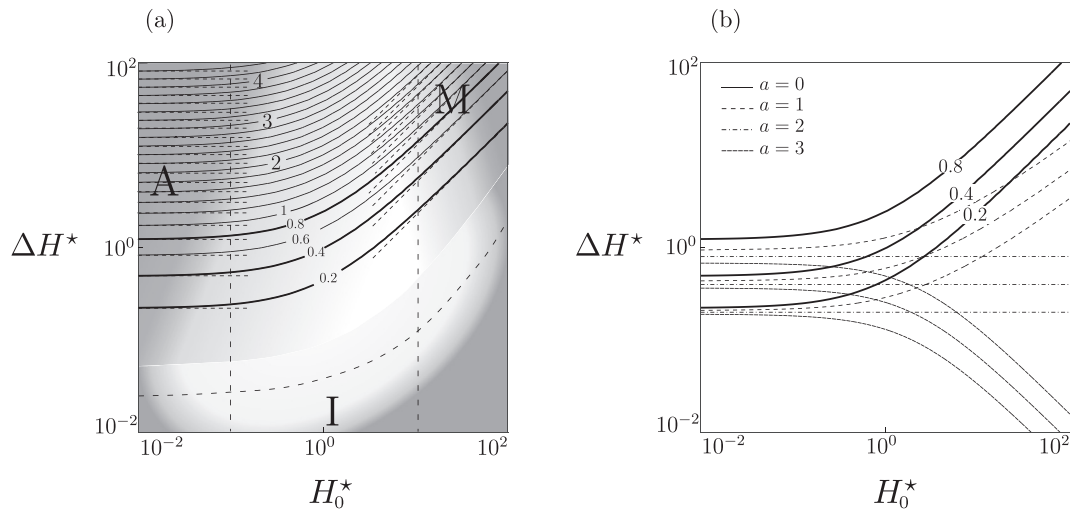 (a)
(b)
10²
4
M
3
2
A
1
0.8
0.6
0.4
0.2
ΔH⋆
10⁰
I
10⁻²
10⁻²
10⁰
10²
H₀⋆
10²
a = 0
a = 1
a = 2
a = 3
0.8
0.4
0.2
ΔH⋆
10⁰
10⁻²
10⁻²
10⁰
10²
H₀⋆